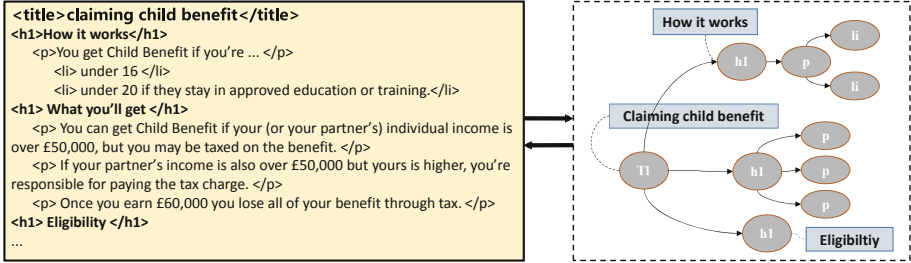 <title>claiming child benefit</title>
<h1>How it works</h1>
<p>You get Child Benefit if you're ... </p>
<li> under 16 </li>
<li> under 20 if they stay in approved education or training.</li>
<h1> What you'll get </h1>
<p> You can get Child Benefit if your (or your partner's) individual income is
over £50,000, but you may be taxed on the benefit. </p>
<p> If your partner's income is also over £50,000 but yours is higher, you're
responsible for paying the tax charge. </p>
<p> Once you earn £60,000 you lose all of your benefit through tax. </p>
<h1> Eligibility </h1>
...
How it works
li
h1
p
li
Claiming child benefit
p
TI
h1
p
p
h1
Eligibiltiy